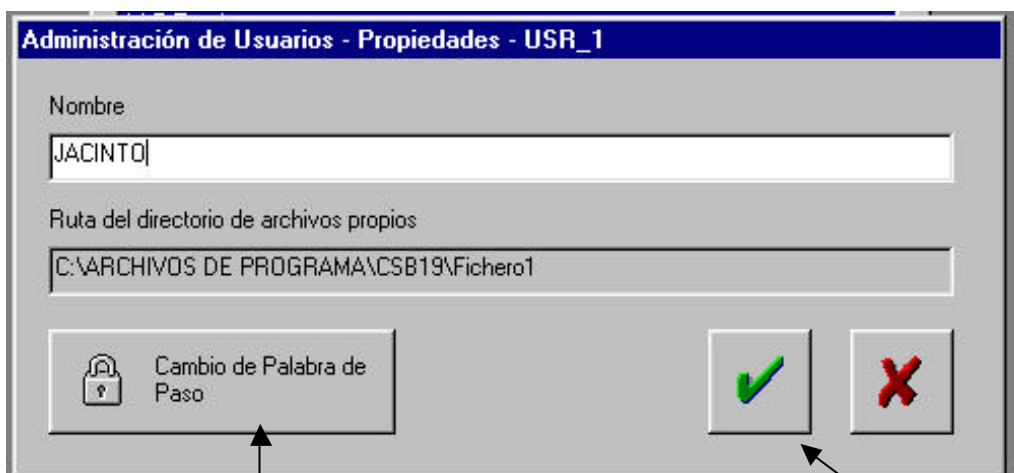 Administración de Usuarios - Propiedades - USR_1
Nombre
JACINTO
Ruta del directorio de archivos propios
C:\ARCHIVOS DE PROGRAMA\CSB19\Fichero1
Cambio de Palabra de
Paso